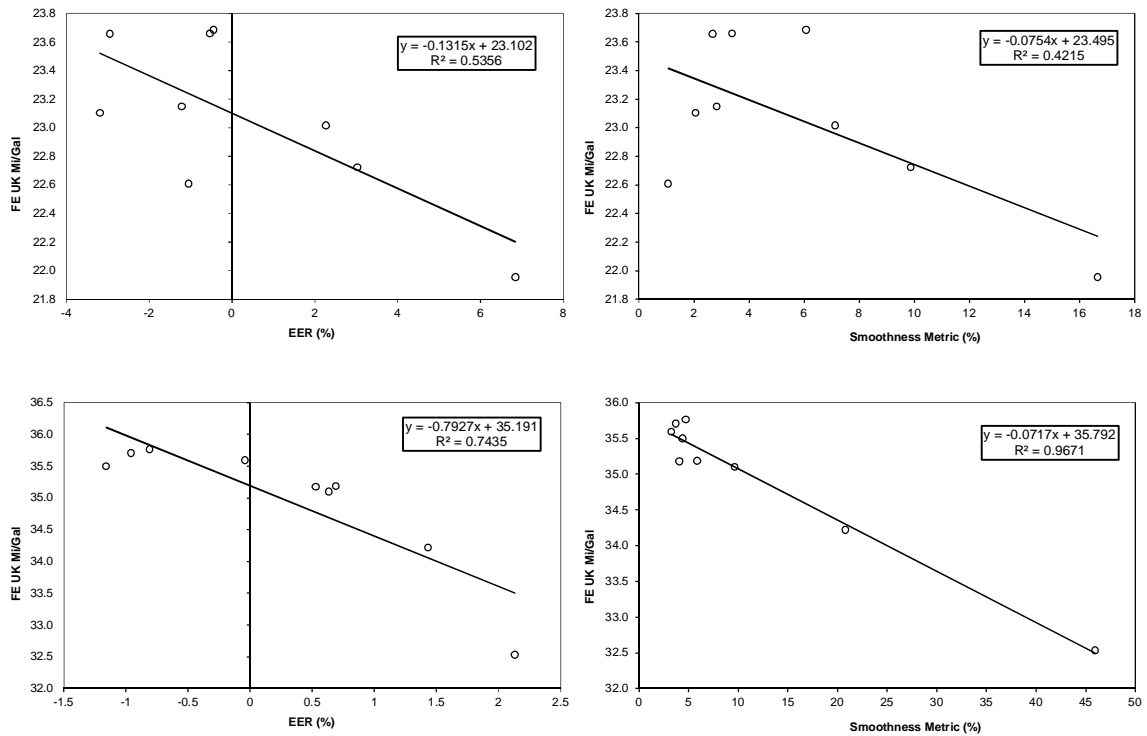 23.8
23.6
23.4
23.2
23.0
22.8
22.6
22.4
22.2
22.0
21.8
FE UK Mi/Gal
y = -0.1315x + 23.102
R² = 0.5356
-4 -2 0 2 4 6 8
EER (%)
23.8
23.6
23.4
23.2
23.0
22.8
22.6
22.4
22.2
22.0
21.8
FE UK Mi/Gal
y = -0.0754x + 23.495
R² = 0.4215
0 2 4 6 8 10 12 14 16 18
Smoothness Metric (%)
36.5
36.0
35.5
35.0
34.5
34.0
33.5
33.0
32.5
32.0
FE UK Mi/Gal
y = -0.7927x + 35.191
R² = 0.7435
-1.5 -1 -0.5 0 0.5 1 1.5 2 2.5
EER (%)
36.0
35.5
35.0
34.5
34.0
33.5
33.0
32.5
32.0
FE UK Mi/Gal
y = -0.0717x + 35.792
R² = 0.9671
0 5 10 15 20 25 30 35 40 45 50
Smoothness Metric (%)